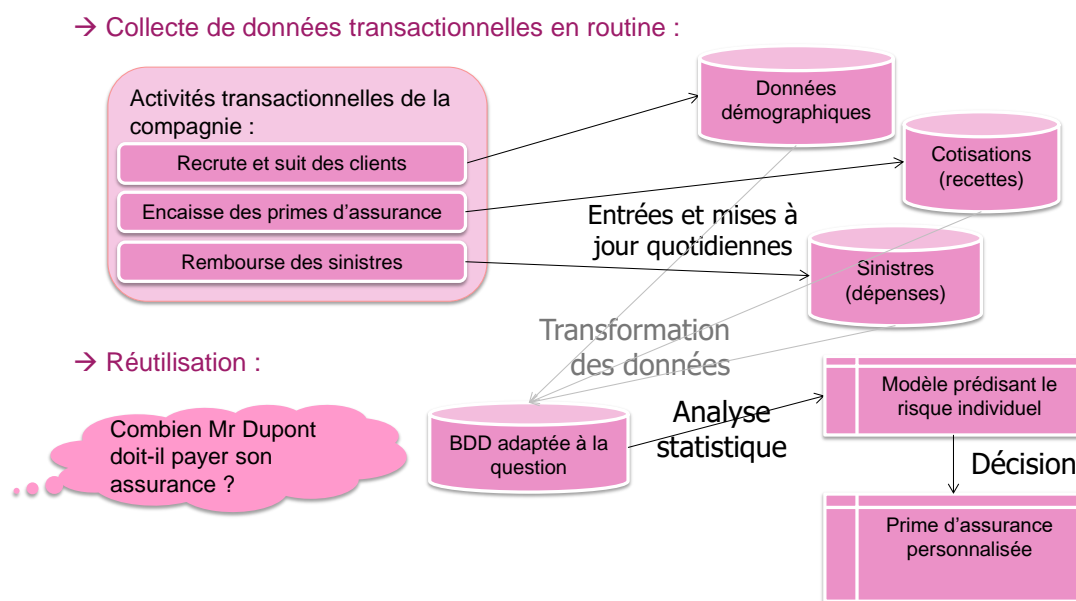 → Collecte de données transactionnelles en routine :
Activités transactionnelles de la
compagnie :
Recrute et suit des clients
Encaisse des primes d'assurance
Rembourse des sinistres
Données
démographiques
Cotisations
(recettes)
Entrées et mises à
jour quotidiennes
Sinistres
(dépenses)
Transformation
des données
→ Réutilisation :
Combien Mr Dupont
doit-il payer son
assurance ?
BDD adaptée à la
question
Analyse
statistique
Modèle prédisant le
risque individuel
Décision
Prime d'assurance
personnalisée